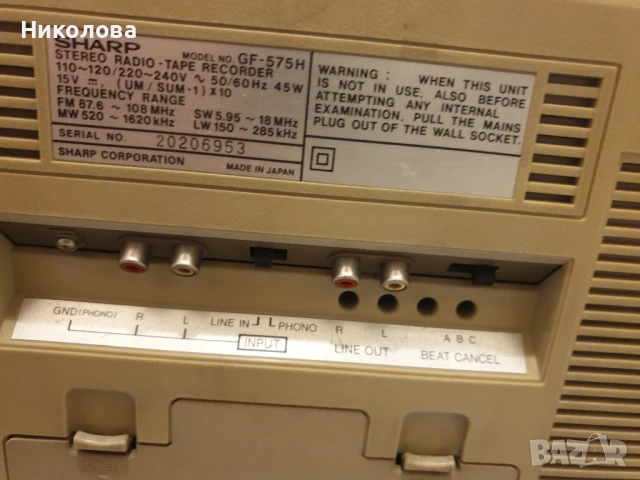 Николова
SHARP MODEL NO. GF-575H
STEREO RADIO-TAPE RECORDER
110~120/220~240V ∿ 50/60Hz 45W
15V ⎓ (UM/SUM-1) x 10
FREQUENCY RANGE
FM 87.6 ~ 108 MHz SW 5.95 ~ 18 MHz
MW 520 ~ 1620 kHz LW 150 ~ 285 kHz
SERIAL NO. 20206953
SHARP CORPORATION MADE IN JAPAN
WARNING: WHEN THIS UNIT
IS NOT IN USE, ALSO BEFORE
ATTEMPTING ANY INTERNAL
EXAMINATION, PULL THE MAINS
PLUG OUT OF THE WALL SOCKET.
GND(PHONO) R L LINE IN PHONO R L A B C
INPUT LINE OUT BEAT CANCEL
OPEN
BAZAR